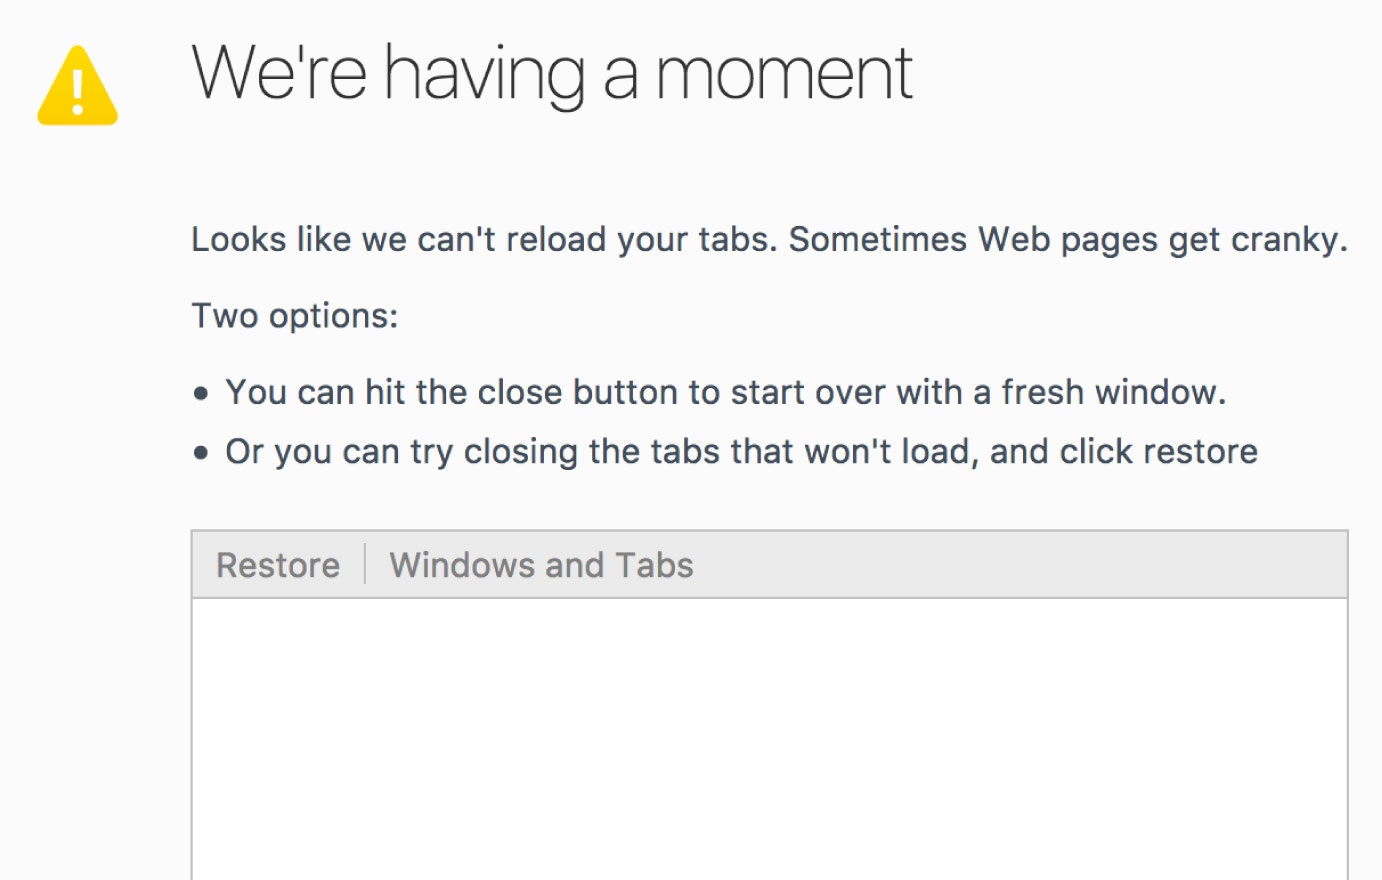 We're having a moment
Looks like we can't reload your tabs. Sometimes Web pages get cranky.
Two options:
• You can hit the close button to start over with a fresh window.
• Or you can try closing the tabs that won't load, and click restore
Restore | Windows and Tabs